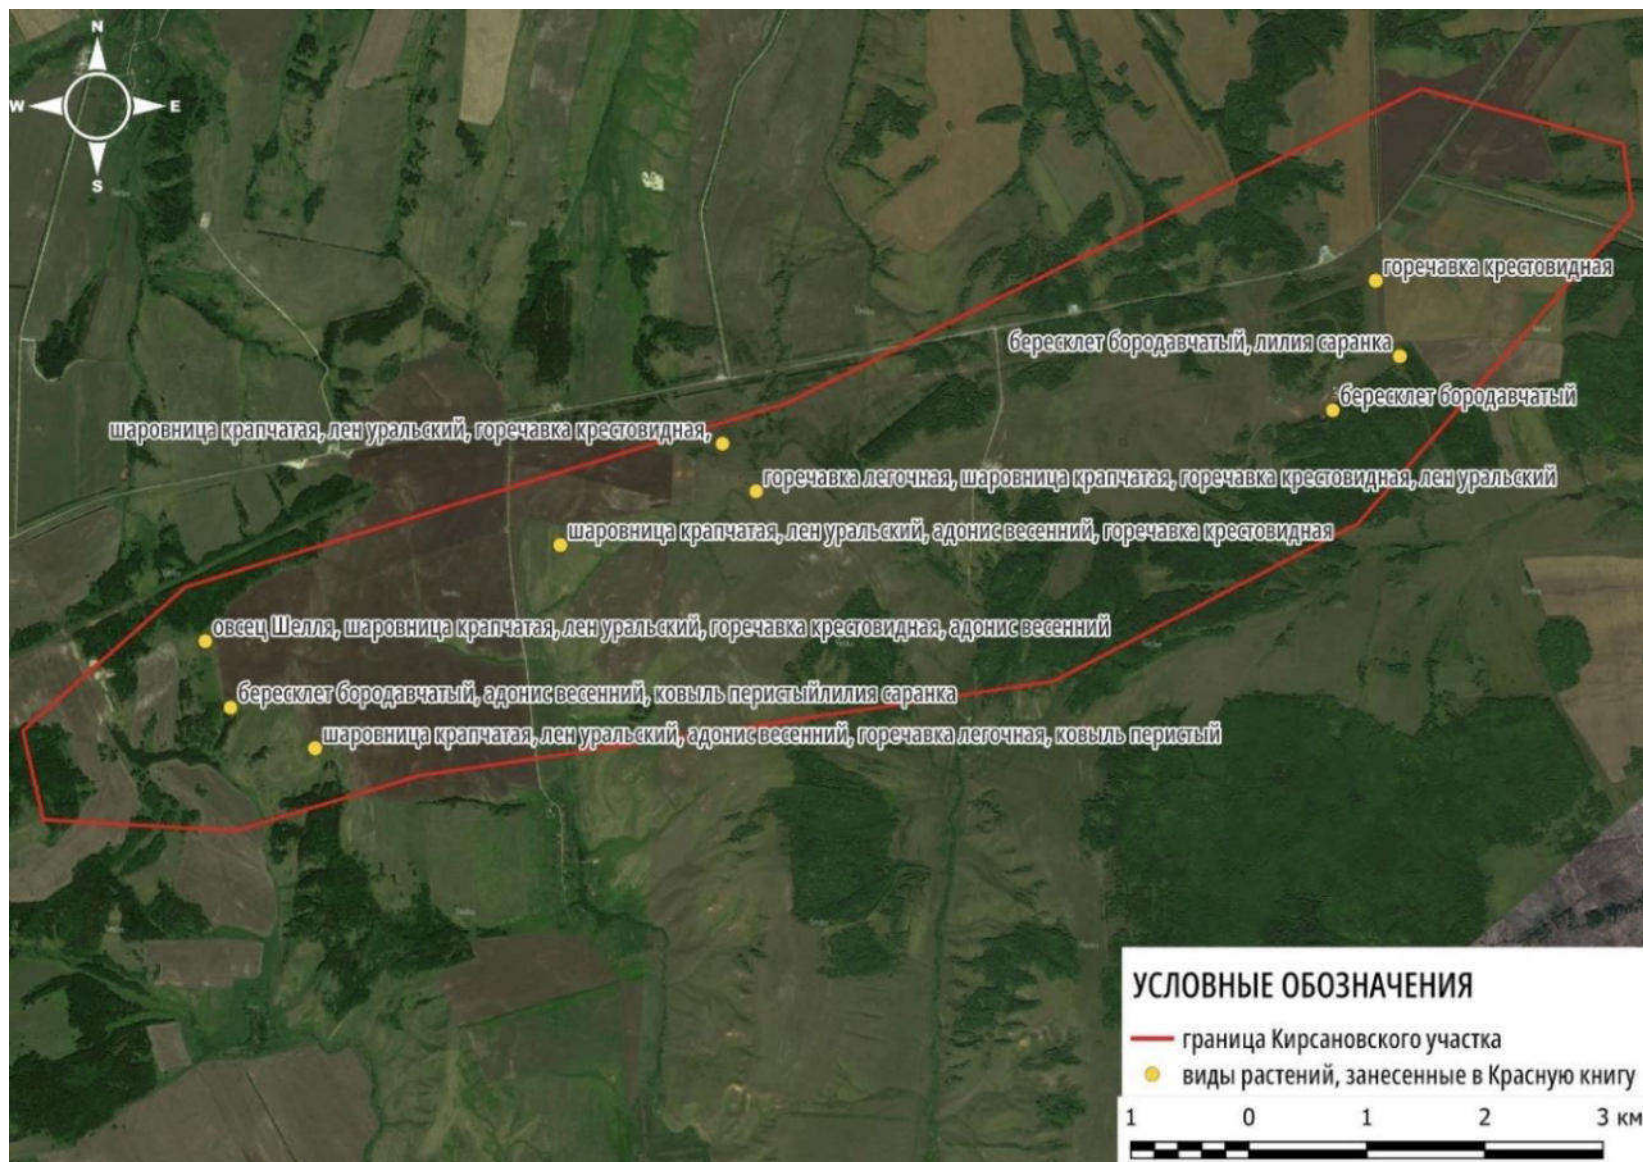 N
W E
S
горечавка крестовидная
бересклет бородавчатый, лилия саранка
бересклет бородавчатый
шаровница крапчатая, лен уральский, горечавка крестовидная,
горечавка легочная, шаровница крапчатая, горечавка крестовидная, лен уральский
шаровница крапчатая, лен уральский, адонис весенний, горечавка крестовидная
овсец Шелля, шаровница крапчатая, лен уральский, горечавка крестовидная, адонис весенний
бересклет бородавчатый, адонис весенний, ковыль перистыйлилия саранка
шаровница крапчатая, лен уральский, адонис весенний, горечавка легочная, ковыль перистый
УСЛОВНЫЕ ОБОЗНАЧЕНИЯ
граница Кирсановского участка
виды растений, занесенные в Красную книгу
1 0 1 2 3 км